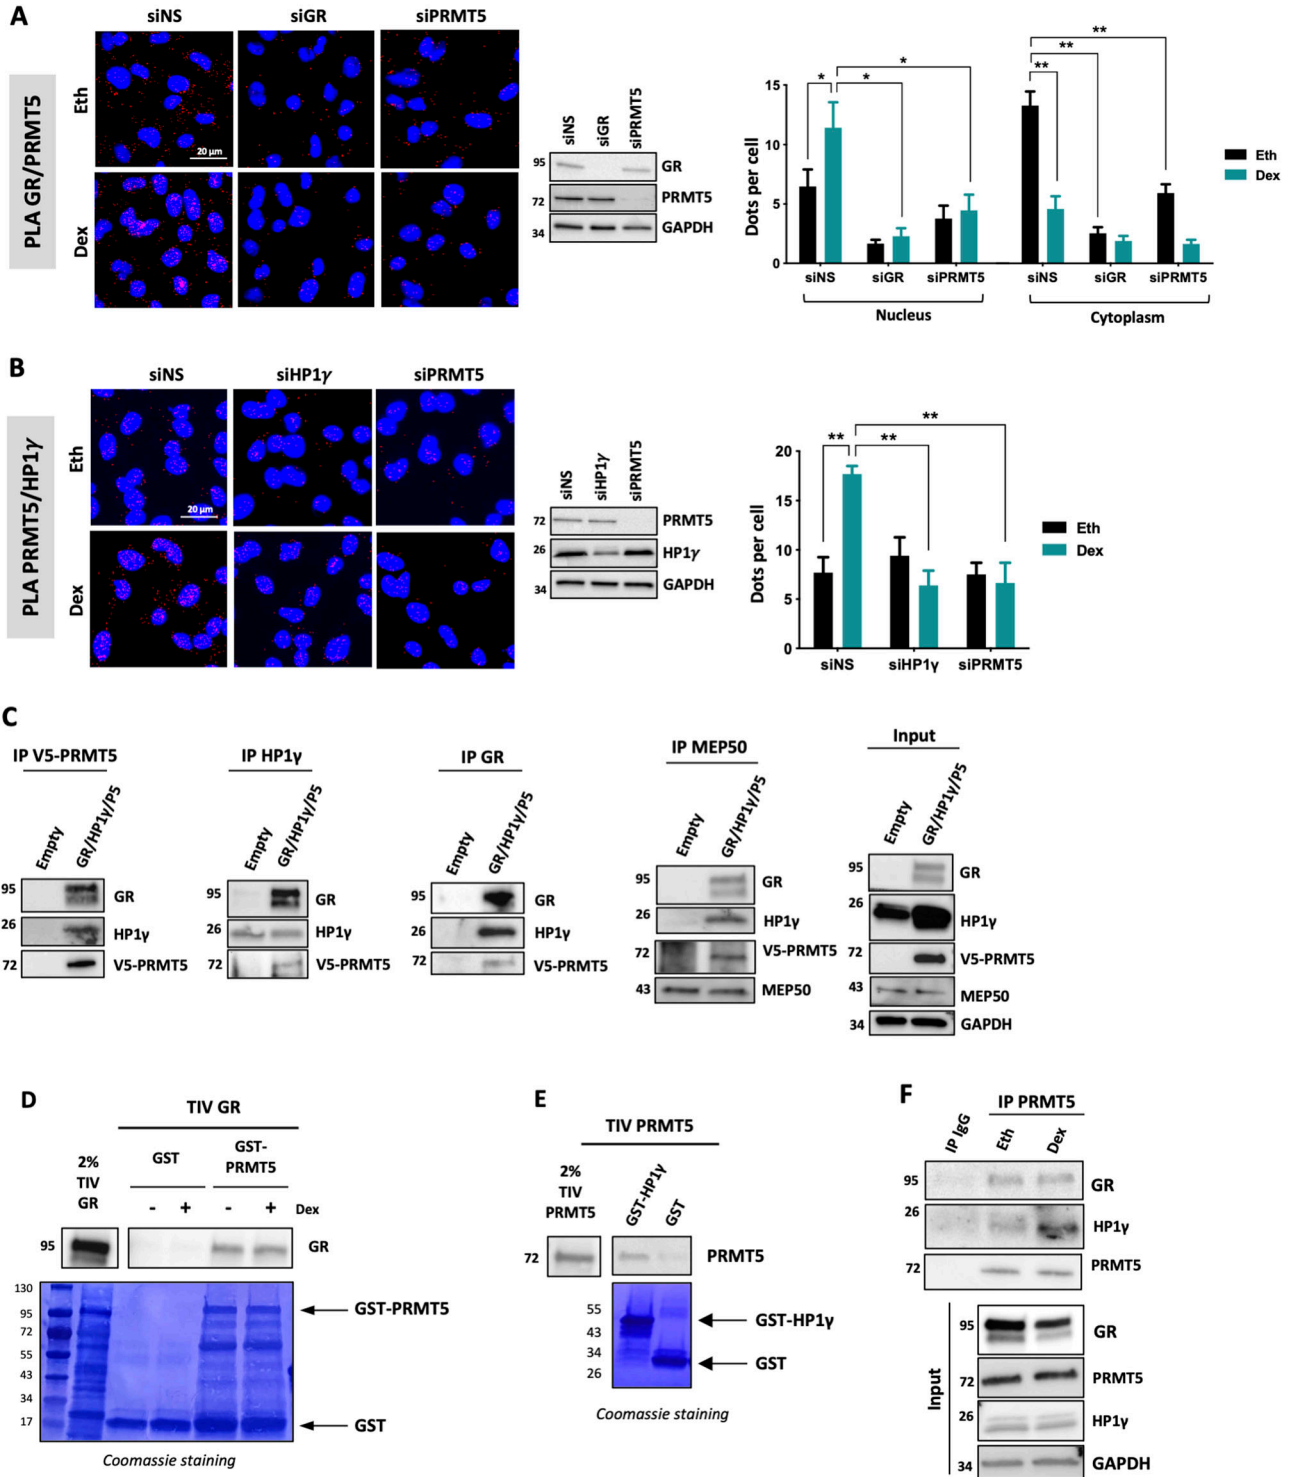 A
siNS siGR siPRMT5
PLA GR/PRMT5
Eth
Dex
20 µm
siNS siGR siPRMT5
95 GR
72 PRMT5
34 GAPDH
Dots per cell
15
10
5
0
* * *
** ** **
siNS siGR siPRMT5 siNS siGR siPRMT5
Nucleus Cytoplasm
Eth
Dex
B
siNS siHP1γ siPRMT5
PLA PRMT5/HP1γ
Eth
Dex
20 µm
siNS siHP1γ siPRMT5
72 PRMT5
26 HP1γ
34 GAPDH
Dots per cell
20
15
10
5
0
** ** **
siNS siHP1γ siPRMT5
Eth
Dex
C
IP V5-PRMT5
Empty GR/HP1γ/P5
95 GR
26 HP1γ
72 V5-PRMT5
IP HP1γ
Empty GR/HP1γ/P5
95 GR
26 HP1γ
72 V5-PRMT5
IP GR
Empty GR/HP1γ/P5
95 GR
26 HP1γ
72 V5-PRMT5
IP MEP50
Empty GR/HP1γ/P5
95 GR
26 HP1γ
72 V5-PRMT5
43 MEP50
Input
Empty GR/HP1γ/P5
95 GR
26 HP1γ
72 V5-PRMT5
43 MEP50
34 GAPDH
D
TIV GR
2%
TIV
GR
GST
GST-
PRMT5
- + - + Dex
95 GR
130
95
72
55
43
34
17
GST-PRMT5
GST
Coomassie staining
E
TIV PRMT5
2%
TIV
PRMT5
GST-HP1γ GST
72 PRMT5
55
43
34
26
GST-HP1γ
GST
Coomassie staining
F
IP PRMT5
IP IgG Eth Dex
95 GR
26 HP1γ
72 PRMT5
Input
95 GR
72 PRMT5
26 HP1γ
34 GAPDH